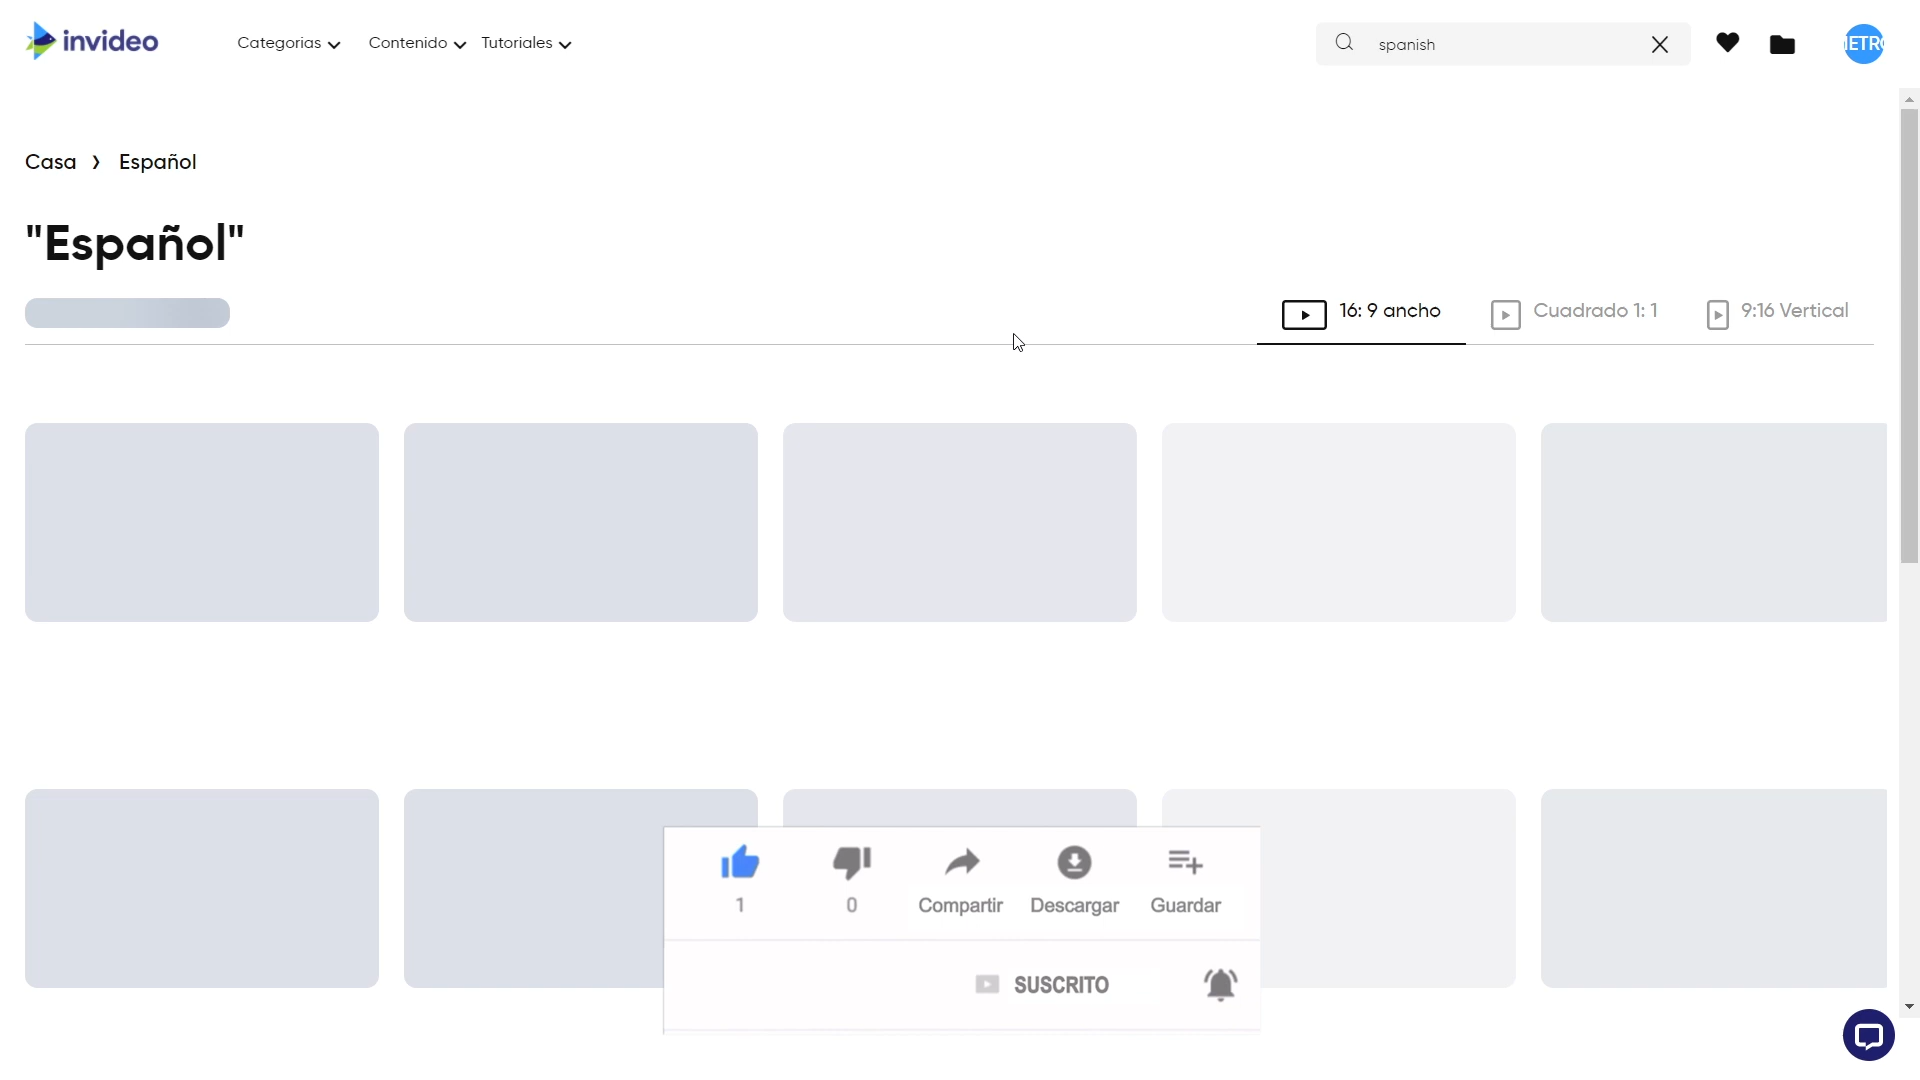 invideo
Categorias
Contenido
Tutoriales
spanish
Casa › Español
"Español"
16: 9 ancho
Cuadrado 1: 1
9:16 Vertical
1
0
Compartir
Descargar
Guardar
SUSCRITO